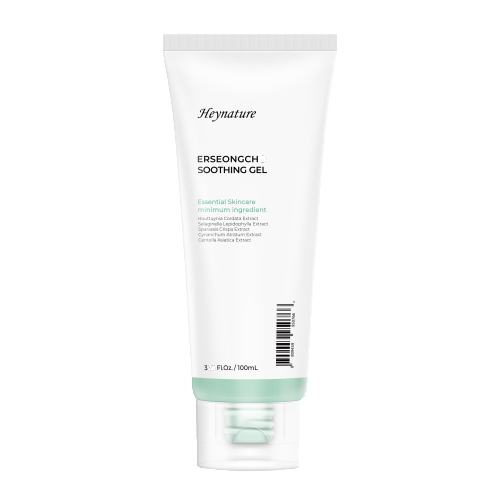 Heynature
ERSEONGCH
SOOTHING GEL
Essential Skincare
minimum ingredient
Houttuynia Cordata Extract
Selaginella Lepidophylla Extract
Sparassis Crispa Extract
Cynanchum Atratum Extract
Centella Asiatica Extract
3 Fl.Oz. / 100mL